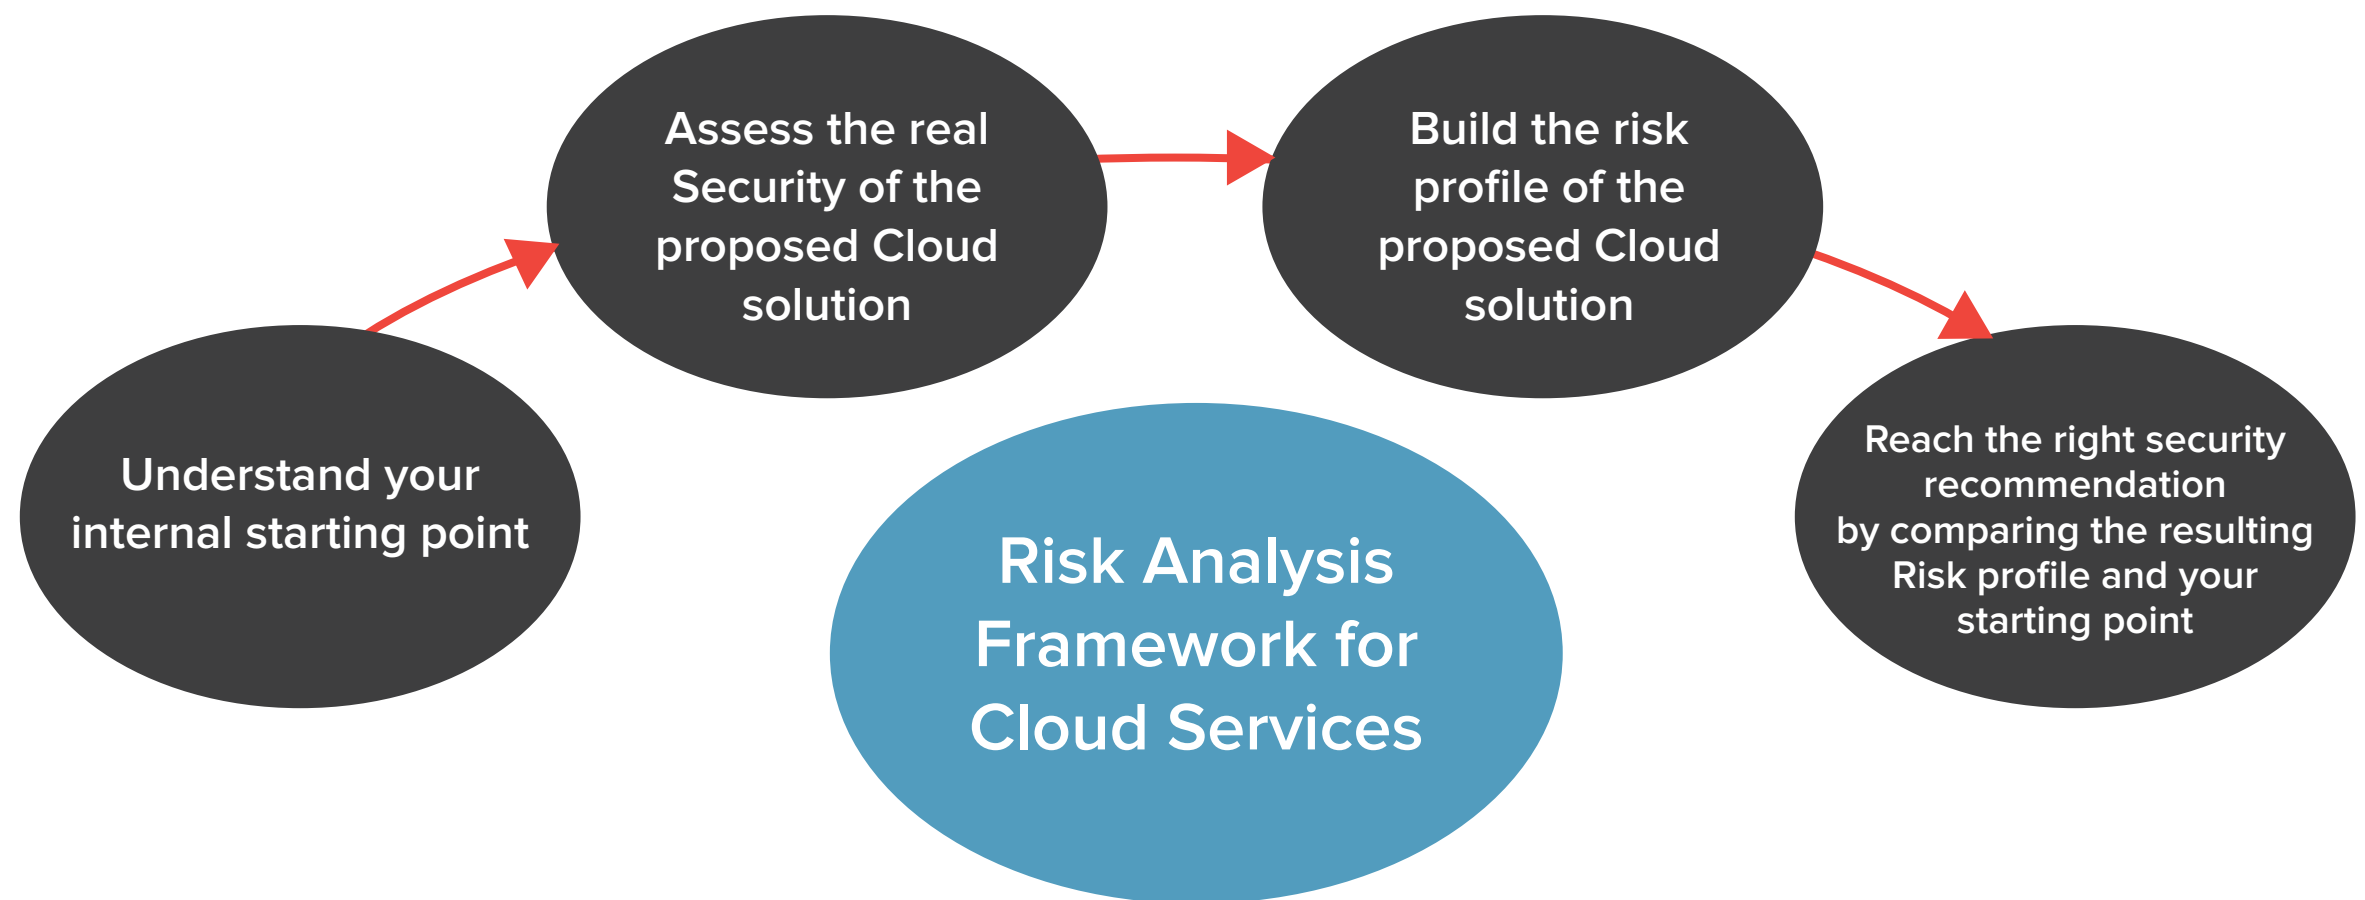 Understand your
internal starting point
Assess the real
Security of the
proposed Cloud
solution
Build the risk
profile of the
proposed Cloud
solution
Reach the right security
recommendation
by comparing the resulting
Risk profile and your
starting point
Risk Analysis
Framework for
Cloud Services